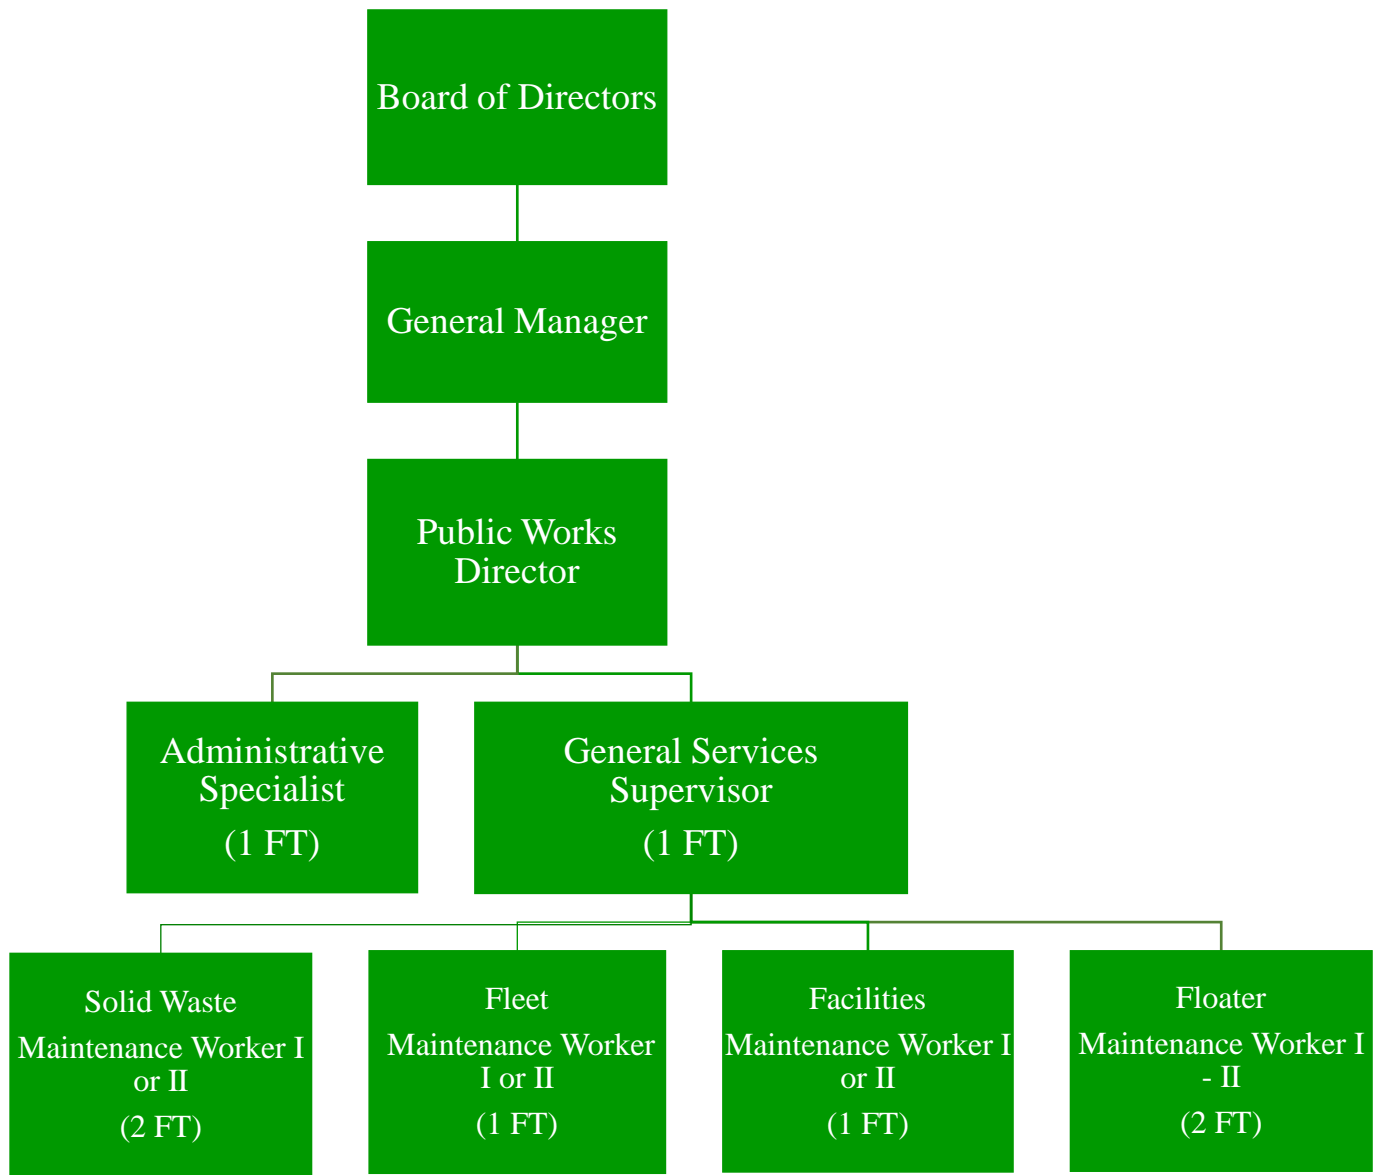 Board of Directors
General Manager
Public Works
Director
Administrative
Specialist
(1 FT)
General Services
Supervisor
(1 FT)
Solid Waste
Maintenance Worker I
or II
(2 FT)
Fleet
Maintenance Worker
I or II
(1 FT)
Facilities
Maintenance Worker I
or II
(1 FT)
Floater
Maintenance Worker I
- II
(2 FT)